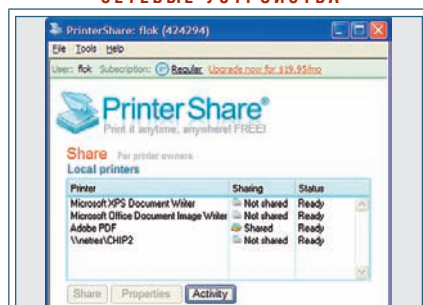 СЕТЕВЫЕ УСТРОЙСТВА
PrinterShare: flok (424294)
File Tools Help
User: flok Subscription: Regular Upgrade now for $19.95/mo
PrinterShare®
Print it anytime, anywhere! FREE!
Share For printer owners
Local printers
Printer Sharing Status
Microsoft XPS Document Writer Not shared Ready
Microsoft Office Document Image Writer Not shared Ready
Adobe PDF Shared Ready
\\netres\CHIP2 Not shared Ready
Share Properties Activity